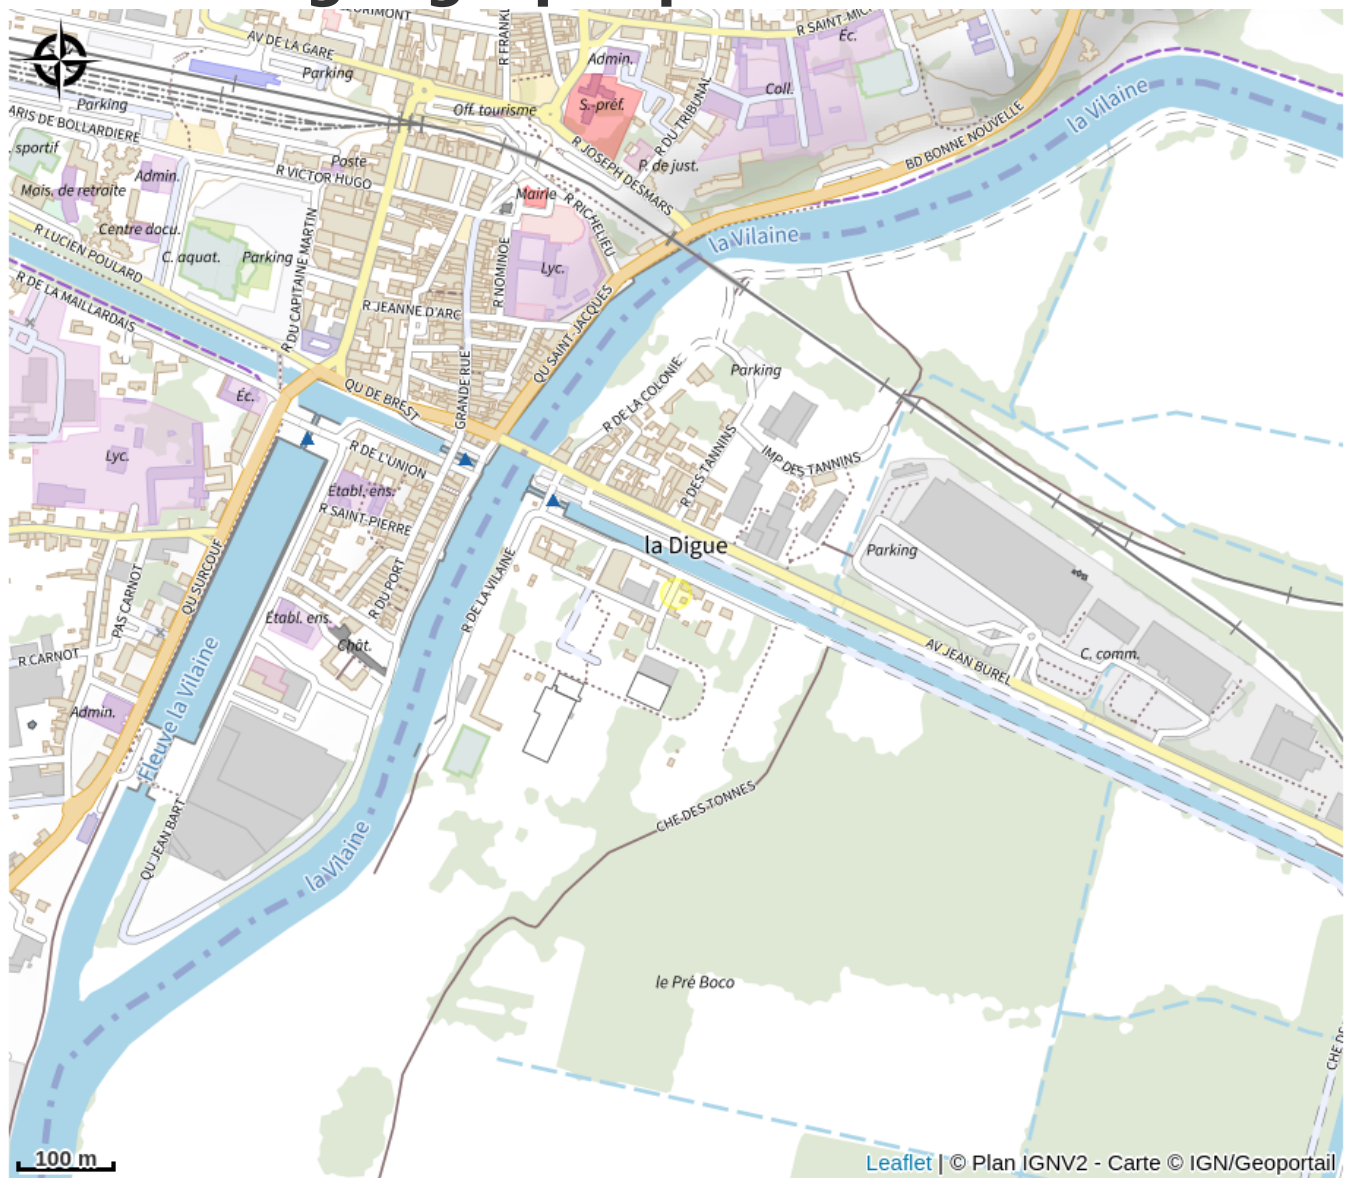 AV DE LA GARE
Parking
R FRANKL
Admin.
R SAINT-MIC
Éc.
Coll.
la Vilaine
Parking
Off. tourisme
S.-préf.
R DU TRIBUNAL
ARIS DE BOLLARDIERE
. sportif
Poste
R VICTOR HUGO
R JOSEPH DESMARS
P. de just.
BD BONNE NOUVELLE
Admin.
Mais. de retraite
Mairie
R RICHELIEU
Centre docu.
R LUCIEN POULARD
C. aquat.
Parking
R DU CAPITAINE MARTIN
R NOMINOE
Lyc.
la Vilaine
R DE LA MAILLARDAIS
R JEANNE D'ARC
QU SAINT-JACQUES
GRANDE RUE
QU DE BREST
R DE LA COLONIE
Parking
Éc.
Lyc.
R DE L'UNION
R DES TANNINS
IMP DES TANNINS
Établ. ens.
R SAINT-PIERRE
la Digue
Parking
QU SURCOUF
PAS CARNOT
R DU PORT
R DE LA VILAINE
Établ. ens.
Chât.
R CARNOT
AV JEAN BUREL
C. comm.
Admin.
Fleuve la Vilaine
CHE DES TONNES
QU JEAN BART
la Vilaine
le Pré Boco
CHE DE
100 m
Leaflet | © Plan IGNV2 - Carte © IGN/Geoportail